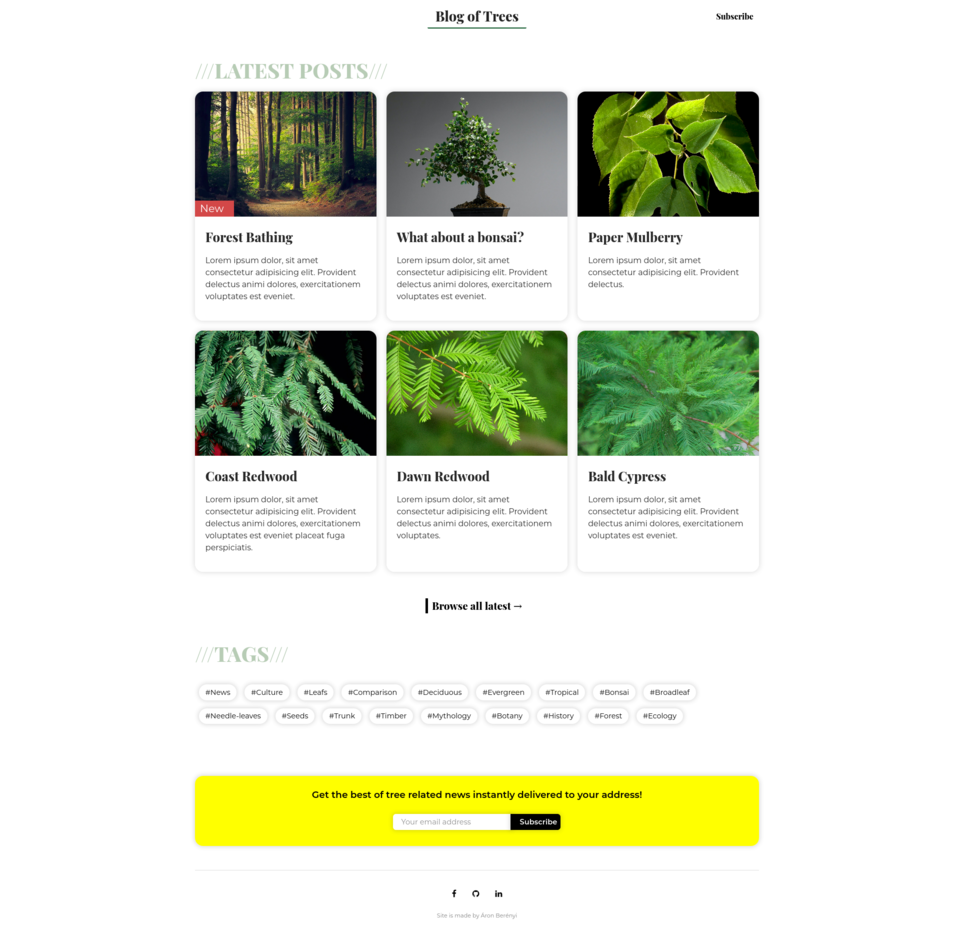 Blog of Trees
Subscribe
///LATEST POSTS///
New
Forest Bathing
Lorem ipsum dolor, sit amet
consectetur adipisicing elit. Provident
delectus animi dolores, exercitationem
voluptates est eveniet.
What about a bonsai?
Lorem ipsum dolor, sit amet
consectetur adipisicing elit. Provident
delectus animi dolores, exercitationem
voluptates est eveniet.
Paper Mulberry
Lorem ipsum dolor, sit amet
consectetur adipisicing elit. Provident
delectus.
Coast Redwood
Lorem ipsum dolor, sit amet
consectetur adipisicing elit. Provident
delectus animi dolores, exercitationem
voluptates est eveniet placeat fuga
perspiciatis.
Dawn Redwood
Lorem ipsum dolor, sit amet
consectetur adipisicing elit. Provident
delectus animi dolores, exercitationem
voluptates.
Bald Cypress
Lorem ipsum dolor, sit amet
consectetur adipisicing elit. Provident
delectus animi dolores, exercitationem
voluptates est eveniet.
Browse all latest →
///TAGS///
#News #Culture #Leafs #Comparison #Deciduous #Evergreen #Tropical #Bonsai #Broadleaf
#Needle-leaves #Seeds #Trunk #Timber #Mythology #Botany #History #Forest #Ecology
Get the best of tree related news instantly delivered to your address!
Your email address Subscribe
Site is made by Áron Berényi